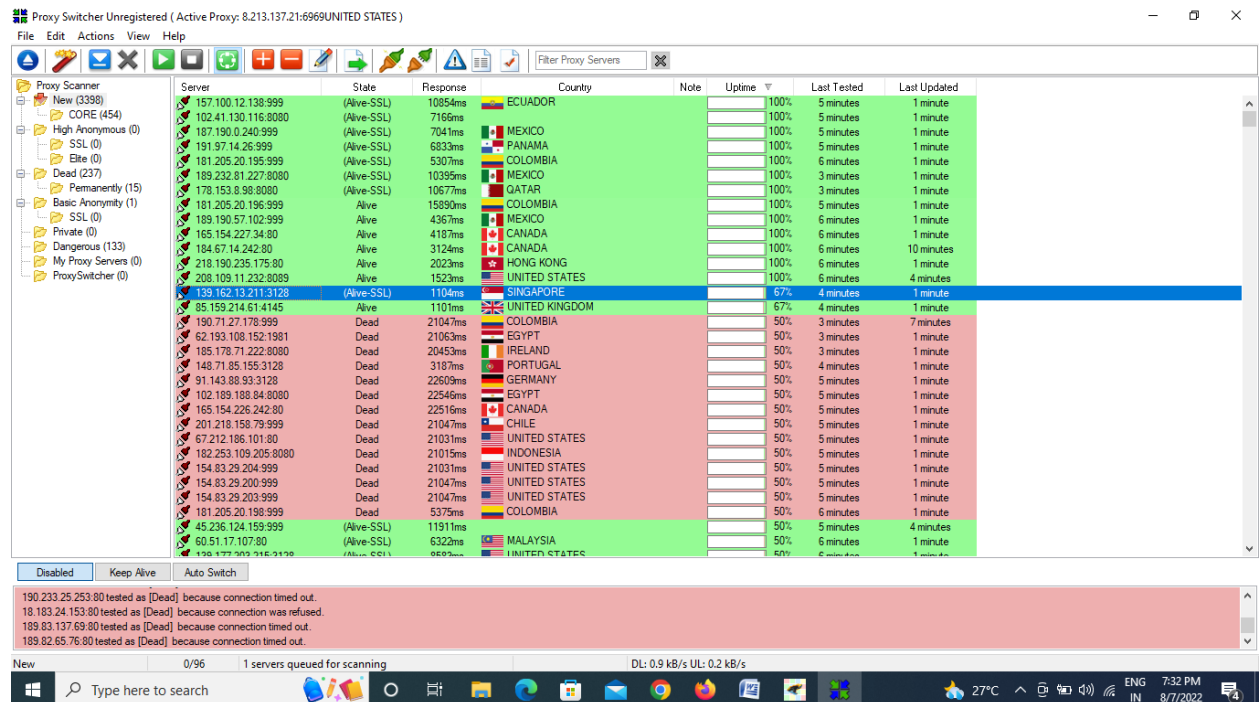 Proxy Switcher Unregistered ( Active Proxy: 8.213.137.21:6969UNITED STATES )
File Edit Actions View Help
Filter Proxy Servers
Proxy Scanner
New (3398)
CORE (454)
High Anonymous (0)
SSL (0)
Elite (0)
Dead (237)
Permanently (15)
Basic Anonymity (1)
SSL (0)
Private (0)
Dangerous (133)
My Proxy Servers (0)
ProxySwitcher (0)
Server State Response Country Note Uptime Last Tested Last Updated
157.100.12.138:999 (Alive-SSL) 10854ms ECUADOR 100% 5 minutes 1 minute
102.41.130.116:8080 (Alive-SSL) 7166ms 100% 5 minutes 1 minute
187.190.0.240:999 (Alive-SSL) 7041ms MEXICO 100% 5 minutes 1 minute
191.97.14.26:999 (Alive-SSL) 6833ms PANAMA 100% 5 minutes 1 minute
181.205.20.195:999 (Alive-SSL) 5307ms COLOMBIA 100% 6 minutes 1 minute
189.232.81.227:8080 (Alive-SSL) 10395ms MEXICO 100% 3 minutes 1 minute
178.153.8.98:8080 (Alive-SSL) 10677ms QATAR 100% 3 minutes 1 minute
181.205.20.196:999 Alive 15890ms COLOMBIA 100% 5 minutes 1 minute
189.190.57.102:999 Alive 4367ms MEXICO 100% 6 minutes 1 minute
165.154.227.34:80 Alive 4187ms CANADA 100% 6 minutes 1 minute
184.67.14.242:80 Alive 3124ms CANADA 100% 6 minutes 10 minutes
218.190.235.175:80 Alive 2023ms HONG KONG 100% 6 minutes 1 minute
208.109.11.232:8089 Alive 1523ms UNITED STATES 100% 6 minutes 4 minutes
139.162.13.211:3128 (Alive-SSL) 1104ms SINGAPORE 67% 4 minutes 1 minute
85.159.214.61:4145 Alive 1101ms UNITED KINGDOM 67% 4 minutes 1 minute
190.71.27.178:999 Dead 21047ms COLOMBIA 50% 3 minutes 7 minutes
62.193.108.152:1981 Dead 21063ms EGYPT 50% 3 minutes 1 minute
185.178.71.222:8080 Dead 20453ms IRELAND 50% 3 minutes 1 minute
148.71.85.155:3128 Dead 3187ms PORTUGAL 50% 4 minutes 1 minute
91.143.88.93:3128 Dead 22609ms GERMANY 50% 5 minutes 1 minute
102.189.188.84:8080 Dead 22546ms EGYPT 50% 5 minutes 1 minute
165.154.226.242:80 Dead 22516ms CANADA 50% 5 minutes 1 minute
201.218.158.79:999 Dead 21047ms CHILE 50% 5 minutes 1 minute
67.212.186.101:80 Dead 21031ms UNITED STATES 50% 5 minutes 1 minute
182.253.109.205:8080 Dead 21015ms INDONESIA 50% 5 minutes 1 minute
154.83.29.204:999 Dead 21031ms UNITED STATES 50% 5 minutes 1 minute
154.83.29.200:999 Dead 21047ms UNITED STATES 50% 5 minutes 1 minute
154.83.29.203:999 Dead 21047ms UNITED STATES 50% 5 minutes 1 minute
181.205.20.198:999 Dead 5375ms COLOMBIA 50% 6 minutes 1 minute
45.236.124.159:999 (Alive-SSL) 11911ms 50% 5 minutes 4 minutes
60.51.17.107:80 (Alive-SSL) 6322ms MALAYSIA 50% 6 minutes 1 minute
UNITED STATES 50%
Disabled Keep Alive Auto Switch
190.233.25.253:80 tested as [Dead] because connection timed out.
18.183.24.153:80 tested as [Dead] because connection was refused.
189.83.137.69:80 tested as [Dead] because connection timed out.
189.82.65.76:80 tested as [Dead] because connection timed out.
New 0/96 1 servers queued for scanning DL: 0.9 kB/s UL: 0.2 kB/s
Type here to search 27°C ENG 7:32 PM
IN 8/7/2022 4